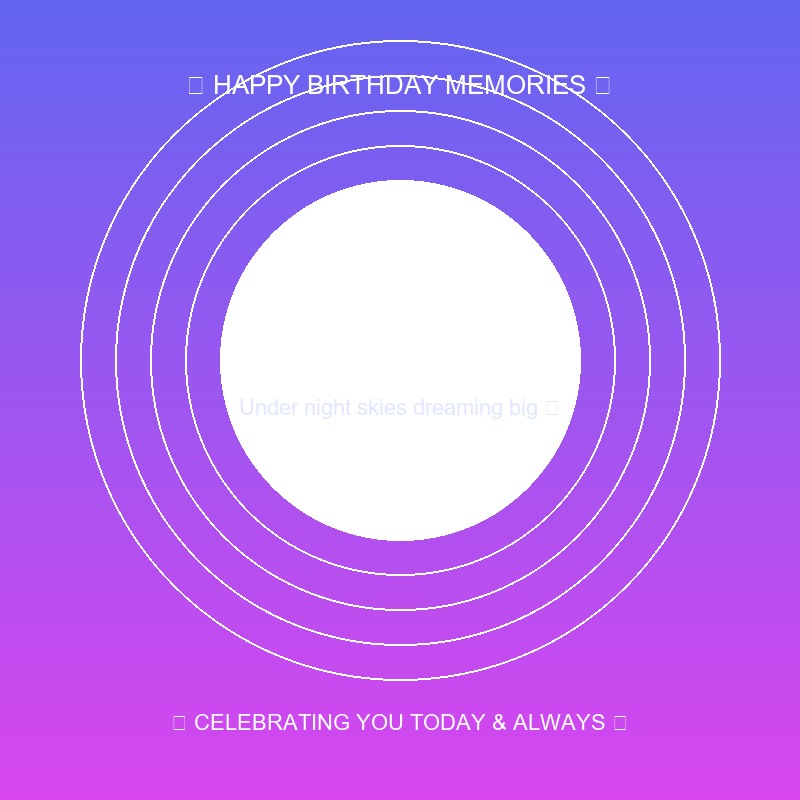 ▯ HAPPY BIRTHDAY MEMORIES ▯
Under night skies dreaming big ▯
▯ CELEBRATING YOU TODAY & ALWAYS ▯